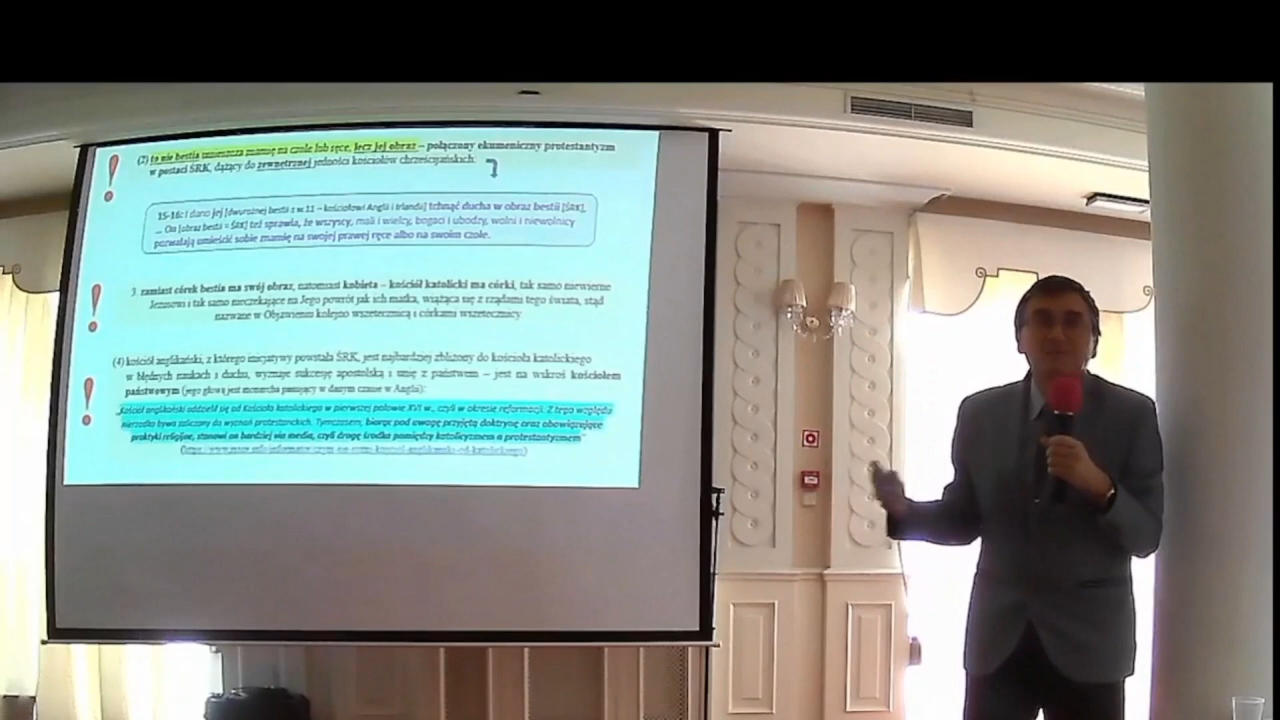 (2) to nie bestia umieszcza znamię na czole lub ręce, lecz jej obraz – połączony ekumeniczny protestantyzm
w postaci ŚRK, dążący do zewnętrznej jedności kościołów chrześcijańskich.
15-16: I dano jej [dwurożnej bestii z w.11 – kościołowi Anglii i Irlandii] tchnąć ducha w obraz bestii [ŚRK],
... On [obraz bestii = ŚRK] też sprawia, że wszyscy, mali i wielcy, bogaci i ubodzy, wolni i niewolnicy
pozwalają umieścić sobie znamię na swojej prawej ręce albo na swoim czole.
3. zamiast córek bestia ma swój obraz, natomiast kobieta – kościół katolicki ma córki, tak samo niewierne
Jezusowi i tak samo nieczekające na Jego powrót jak ich matka, wiążąca się z rządami tego świata, stąd
nazwane w Objawieniu kolejno wszetecznicą i córkami wszetecznicy
(4) kościół anglikański, z którego inicjatywy powstała ŚRK, jest najbardziej zbliżony do kościoła katolickiego
w błędnych naukach i duchu, wyznaje sukcesję apostolską i unię z państwem – jest na wskroś kościołem
państwowym (jego głową jest monarcha panujący w danym czasie w Anglii):
„Kościół anglikański oddzielił się od Kościoła katolickiego w pierwszej połowie XVI w., czyli w okresie reformacji. Z tego względu
nierzadko bywa zaliczany do wyznań protestanckich. Tymczasem, biorąc pod uwagę przyjętą doktrynę oraz obowiązujące
praktyki religijne, stanowi on bardziej via media, czyli drogę środka pomiędzy katolicyzmem a protestantyzmem"